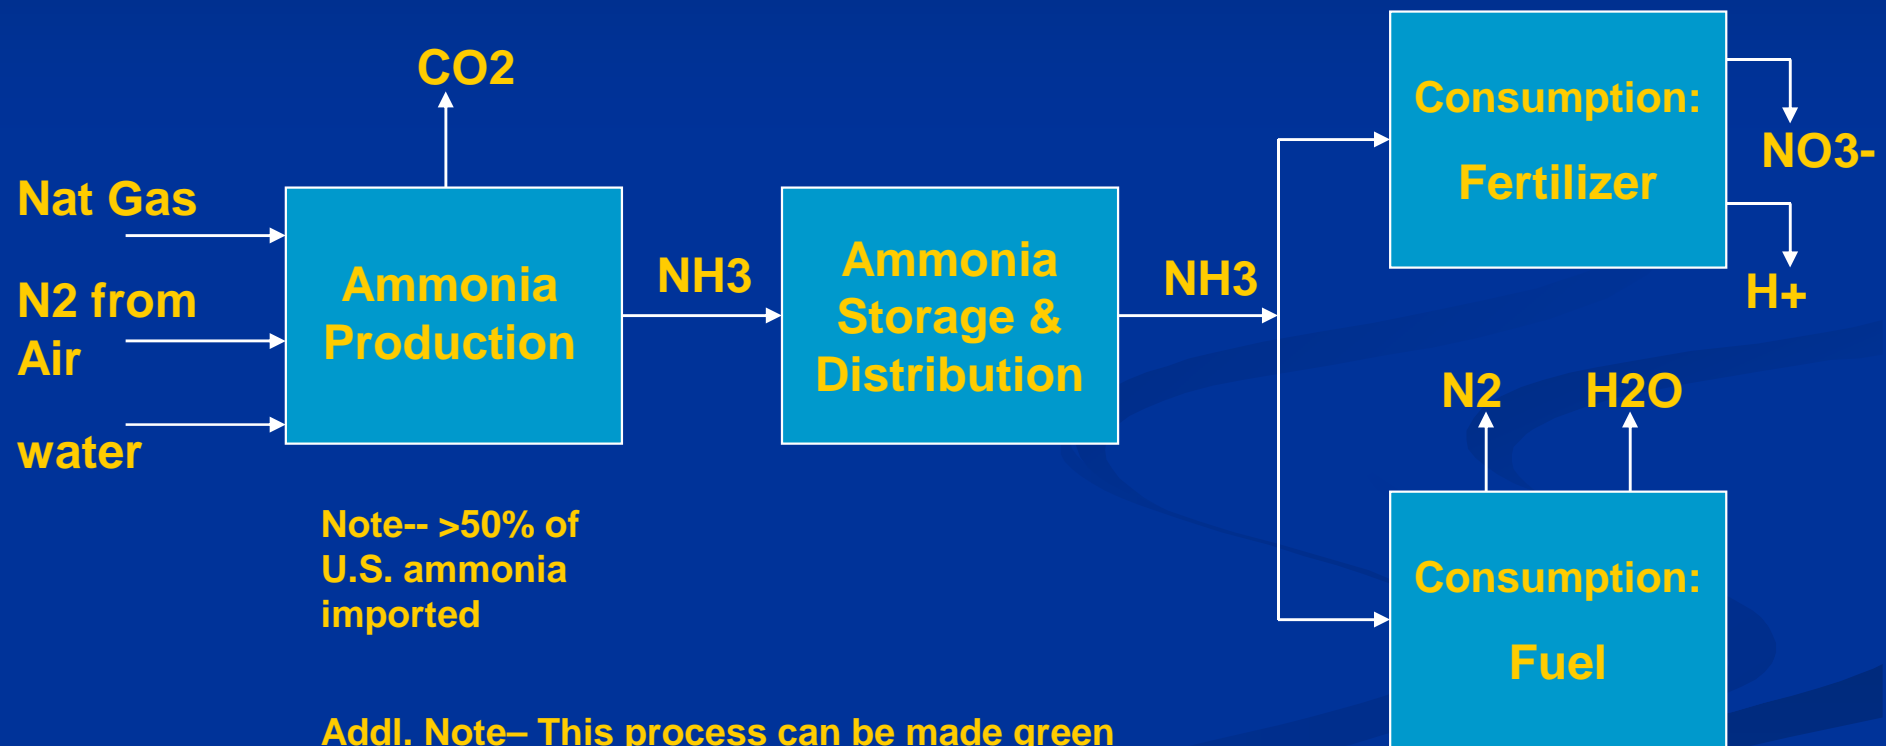 CO2
Nat Gas
N2 from
Air
water
Ammonia
Production
NH3
Ammonia
Storage &
Distribution
NH3
Consumption:
Fertilizer
NO3-
H+
N2
H2O
Consumption:
Fuel
Note-- >50% of
U.S. ammonia
imported
Addl. Note– This process can be made green